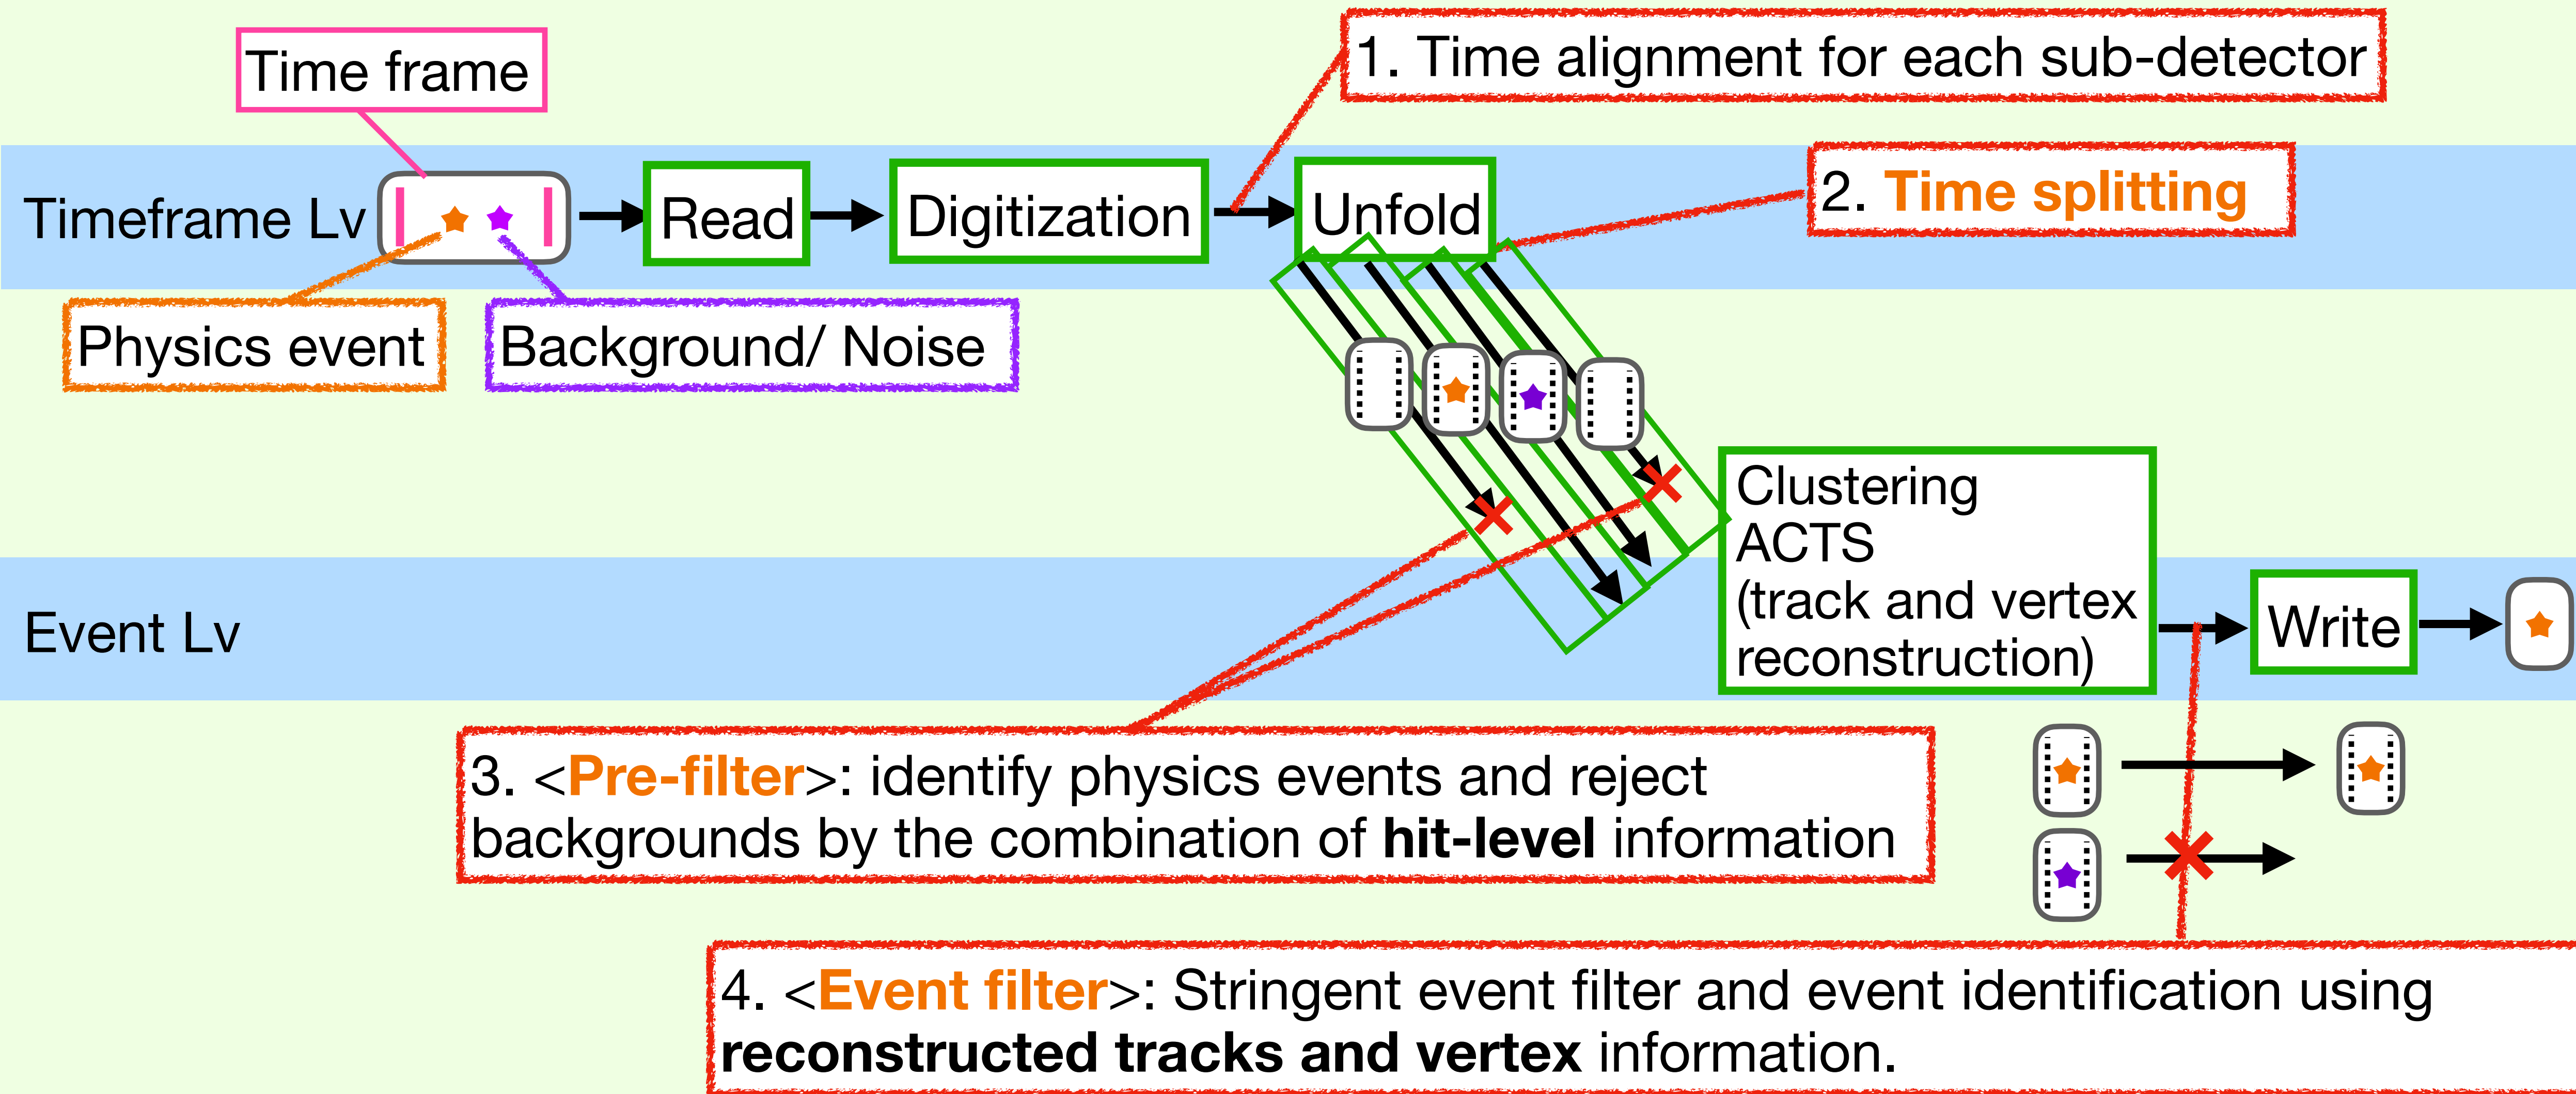 Time frame
1. Time alignment for each sub-detector
Timeframe Lv
Read
Digitization
Unfold
2. Time splitting
Physics event
Background/ Noise
Clustering
ACTS
(track and vertex
reconstruction)
Event Lv
Write
3. <Pre-filter>: identify physics events and reject
backgrounds by the combination of hit-level information
4. <Event filter>: Stringent event filter and event identification using
reconstructed tracks and vertex information.